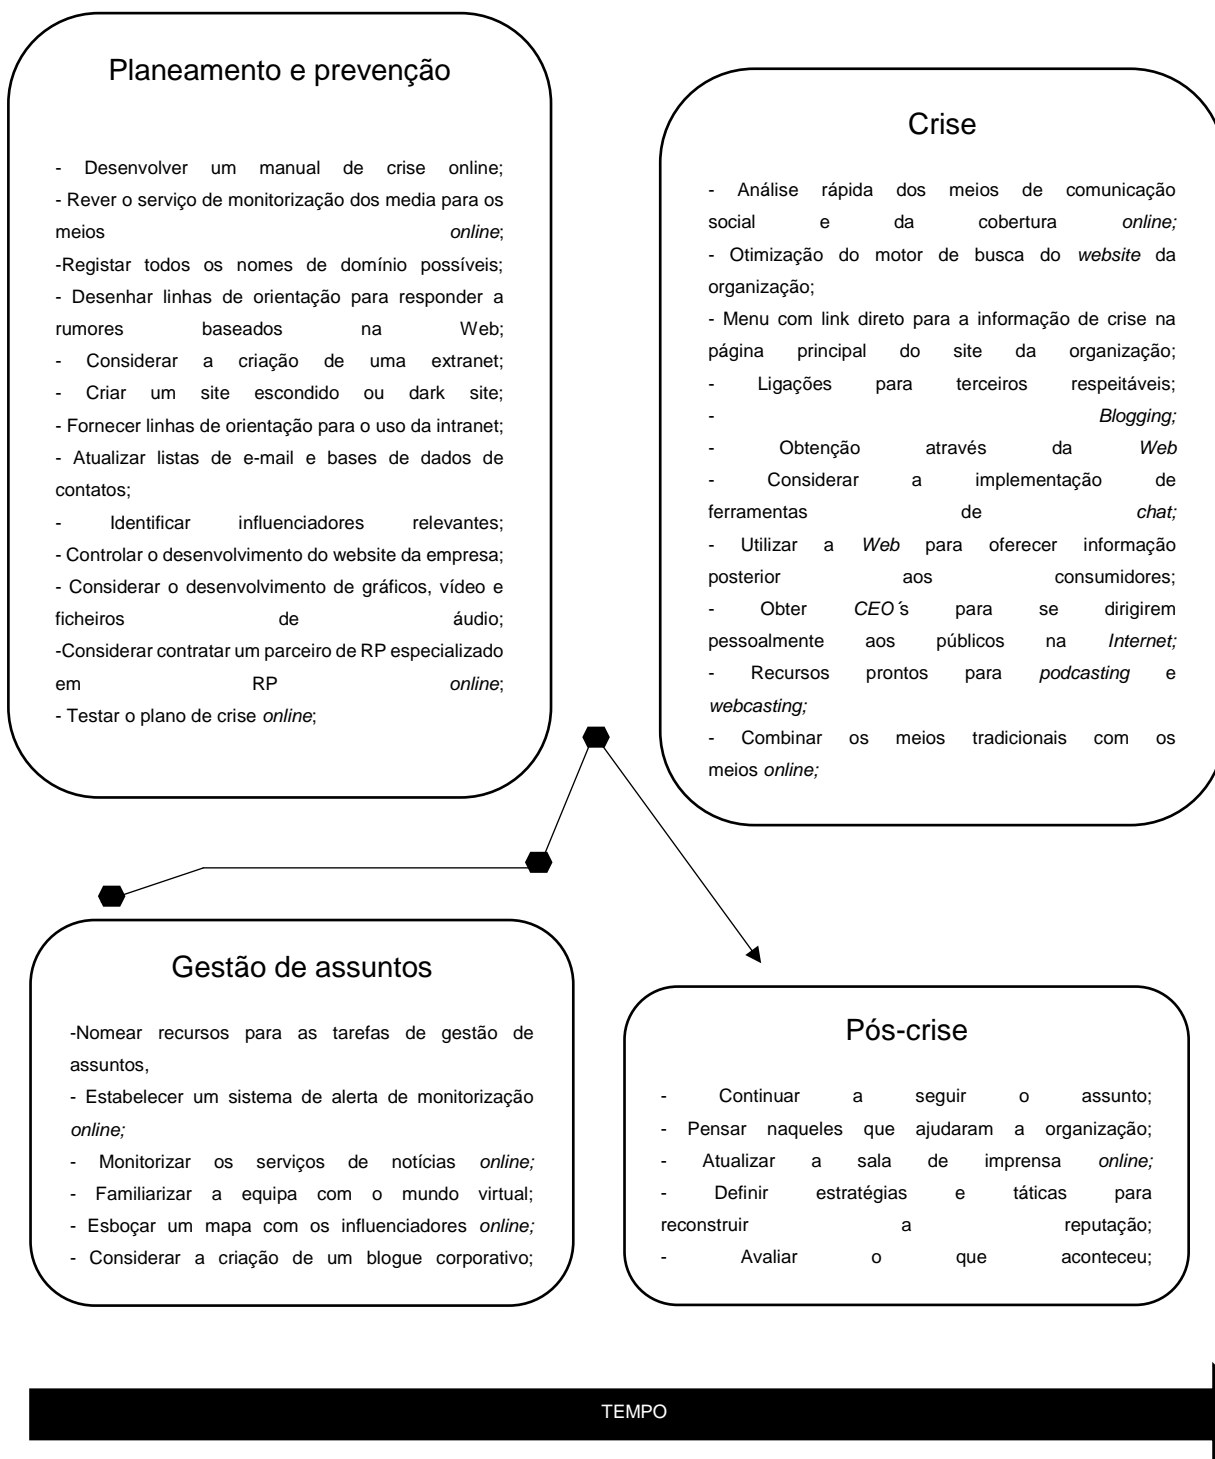 Planeamento e prevenção
- Desenvolver um manual de crise online;
- Rever o serviço de monitorização dos media para os
meios online;
-Registar todos os nomes de domínio possíveis;
- Desenhar linhas de orientação para responder a
rumores baseados na Web;
- Considerar a criação de uma extranet;
- Criar um site escondido ou dark site;
- Fornecer linhas de orientação para o uso da intranet;
- Atualizar listas de e-mail e bases de dados de
contatos;
- Identificar influenciadores relevantes;
- Controlar o desenvolvimento do website da empresa;
- Considerar o desenvolvimento de gráficos, vídeo e
ficheiros de áudio;
-Considerar contratar um parceiro de RP especializado
em RP online;
- Testar o plano de crise online;
Crise
- Análise rápida dos meios de comunicação
social e da cobertura online;
- Otimização do motor de busca do website da
organização;
- Menu com link direto para a informação de crise na
página principal do site da organização;
- Ligações para terceiros respeitáveis;
- Blogging;
- Obtenção através da Web
- Considerar a implementação de
ferramentas de chat;
- Utilizar a Web para oferecer informação
posterior aos consumidores;
- Obter CEO´s para se dirigirem
pessoalmente aos públicos na Internet;
- Recursos prontos para podcasting e
webcasting;
- Combinar os meios tradicionais com os
meios online;
Gestão de assuntos
-Nomear recursos para as tarefas de gestão de
assuntos,
- Estabelecer um sistema de alerta de monitorização
online;
- Monitorizar os serviços de notícias online;
- Familiarizar a equipa com o mundo virtual;
- Esboçar um mapa com os influenciadores online;
- Considerar a criação de um blogue corporativo;
Pós-crise
- Continuar a seguir o assunto;
- Pensar naqueles que ajudaram a organização;
- Atualizar a sala de imprensa online;
- Definir estratégias e táticas para
reconstruir a reputação;
- Avaliar o que aconteceu;
TEMPO